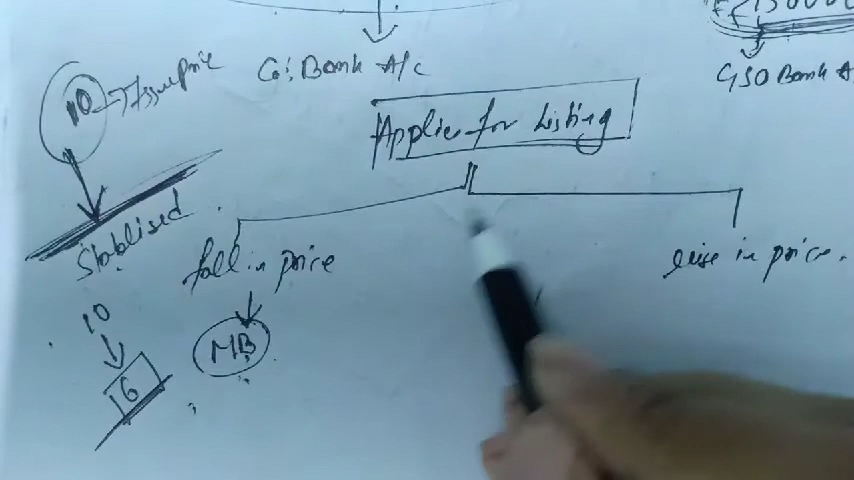 150000
Co's Bank A/c
GSO Bank A
10 → Issue price
Applies for Listing
Stablised
fall in price
rise in price.
10
MB
6